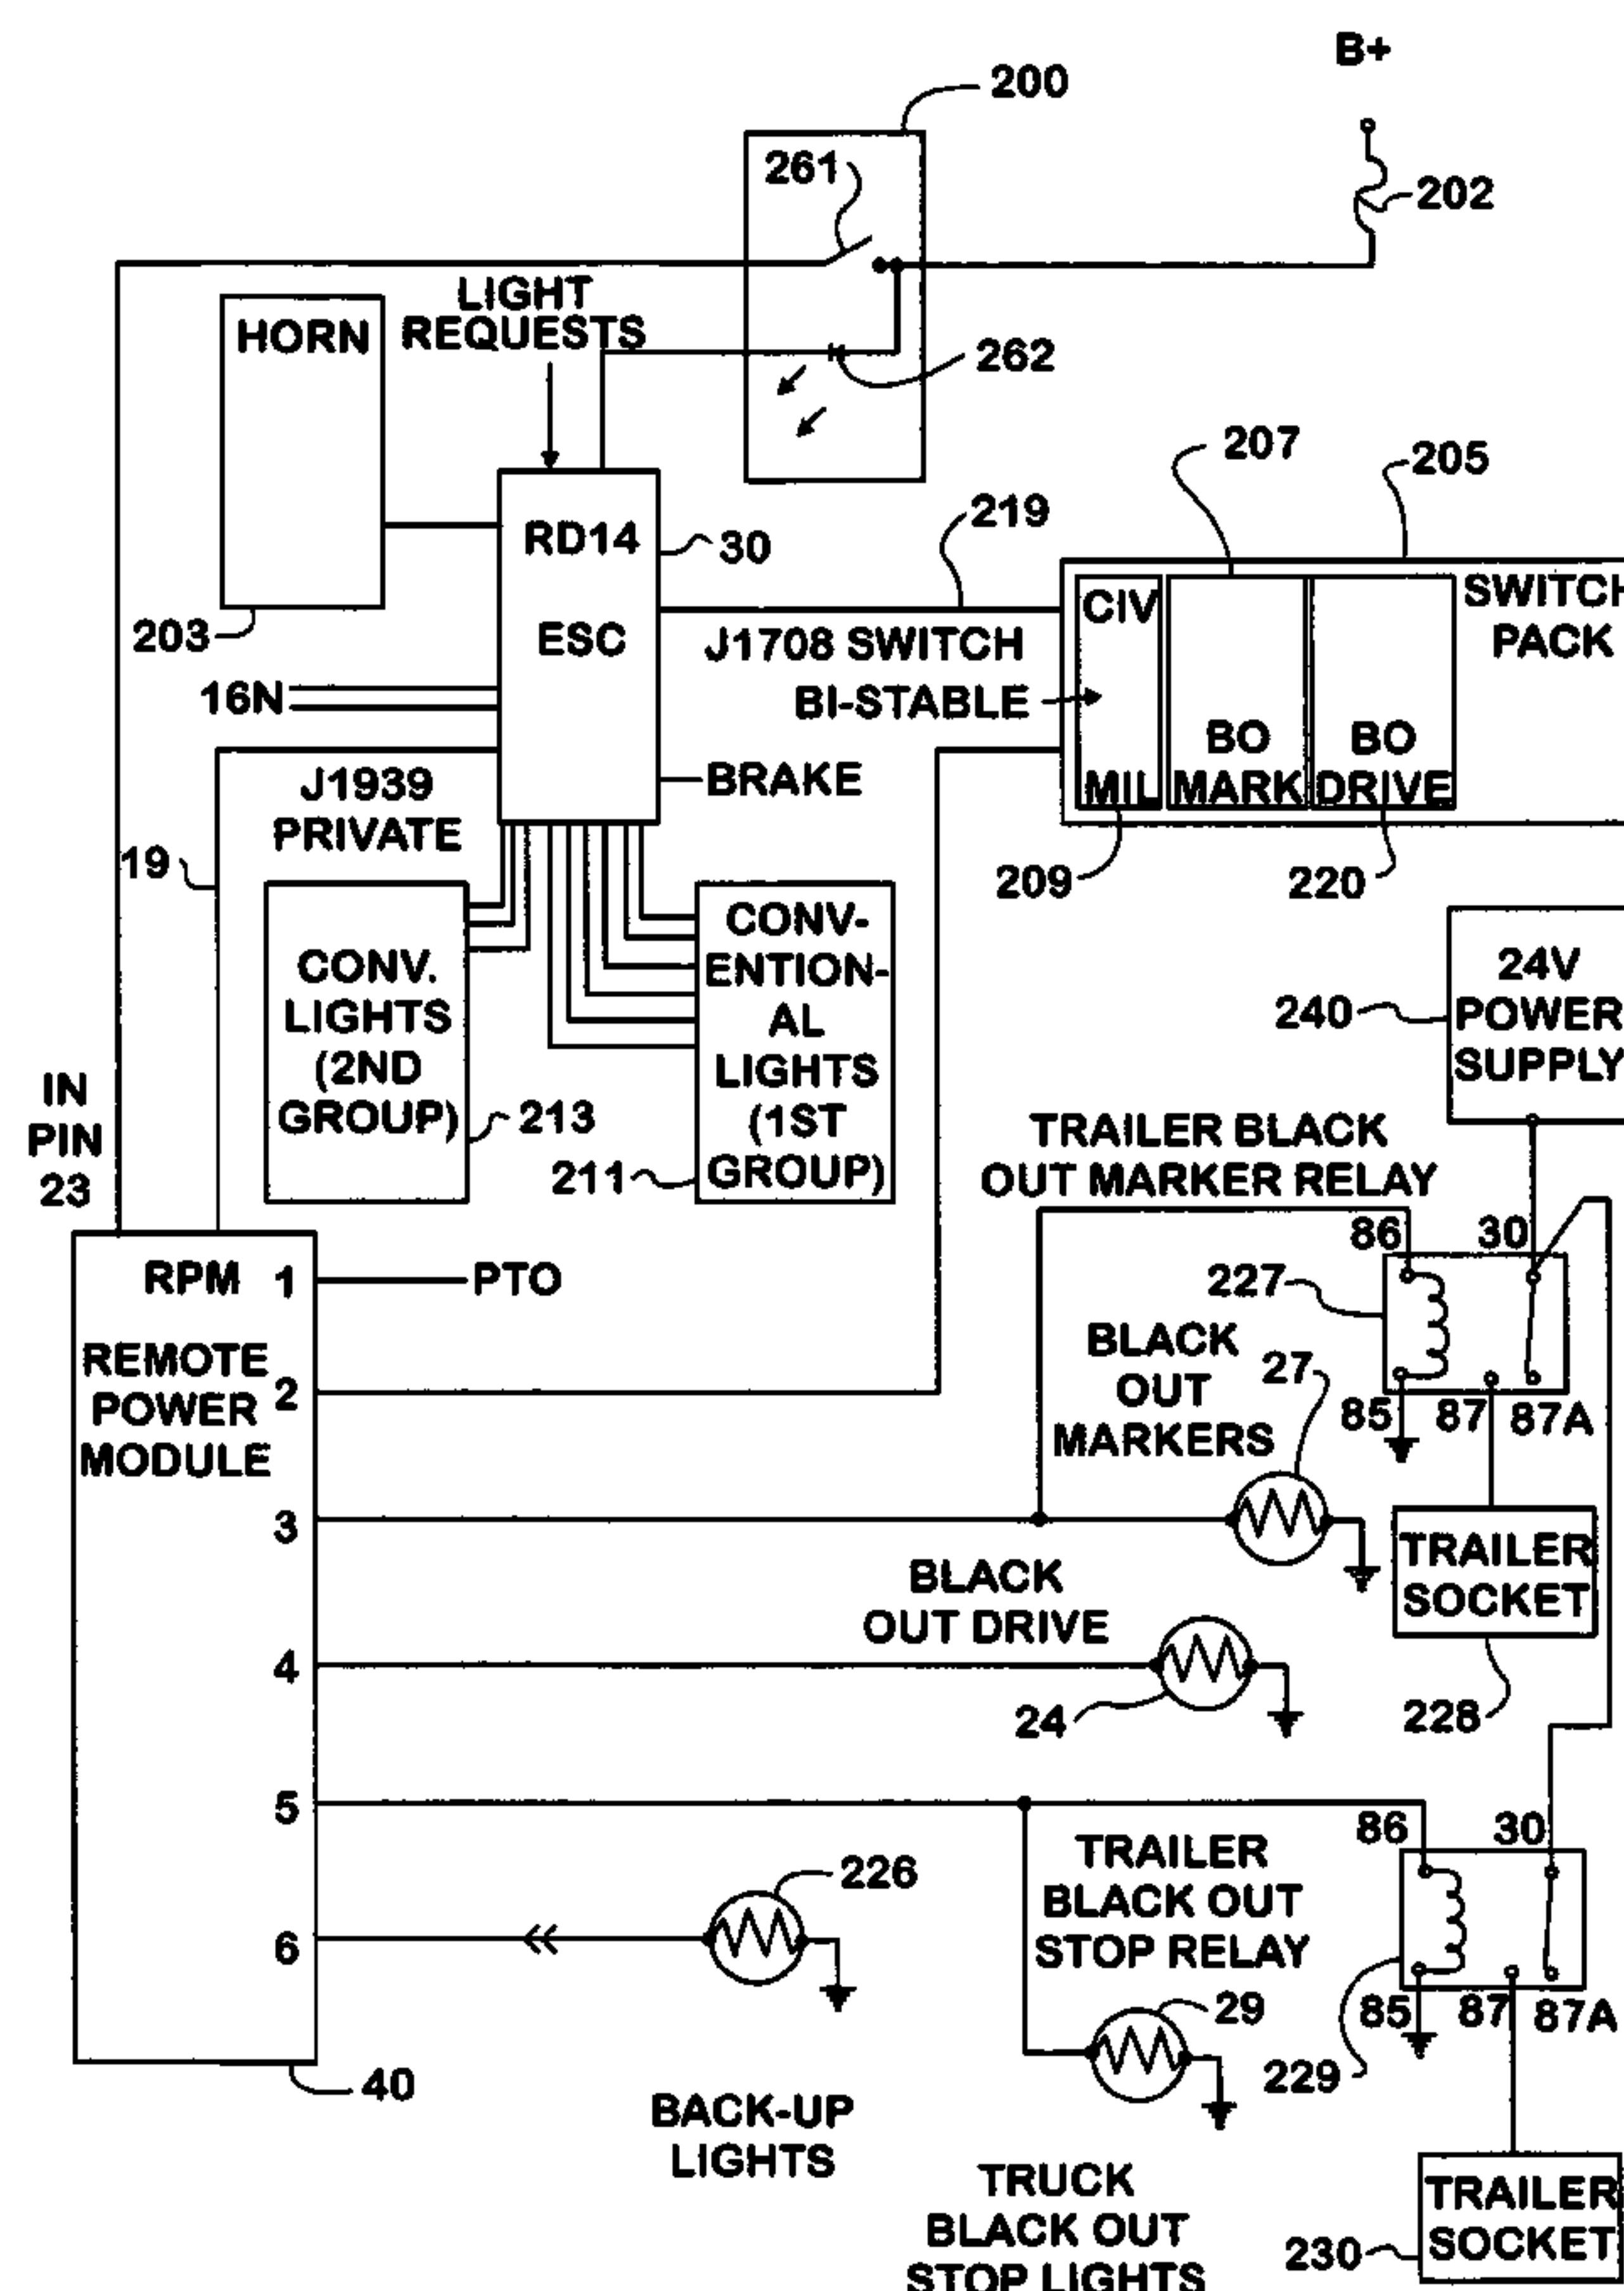 B+
200
261
202
LIGHT
REQUESTS
HORN
262
207
205
219
RD14
30
ESC
CIV
SWITCH
PACK
203
J1708 SWITCH
16N
BI-STABLE
BO
MARK
BO
DRIVE
MIL
BRAKE
J1939
PRIVATE
19
209
220
CONV.
LIGHTS
(2ND
GROUP)
213
CONV-
ENTION-
AL
LIGHTS
(1ST
GROUP)
211
24V
POWER
SUPPLY
240
IN
PIN
23
TRAILER BLACK
OUT MARKER RELAY
86
30
227
RPM
1
PTO
REMOTE
POWER
MODULE
2
BLACK
OUT
MARKERS
27
85
87
87A
3
TRAILER
SOCKET
228
BLACK
OUT DRIVE
4
24
5
86
30
TRAILER
BLACK OUT
STOP RELAY
226
6
85
87
87A
29
229
40
BACK-UP
LIGHTS
TRUCK
BLACK OUT
STOP LIGHTS
TRAILER
SOCKET
230